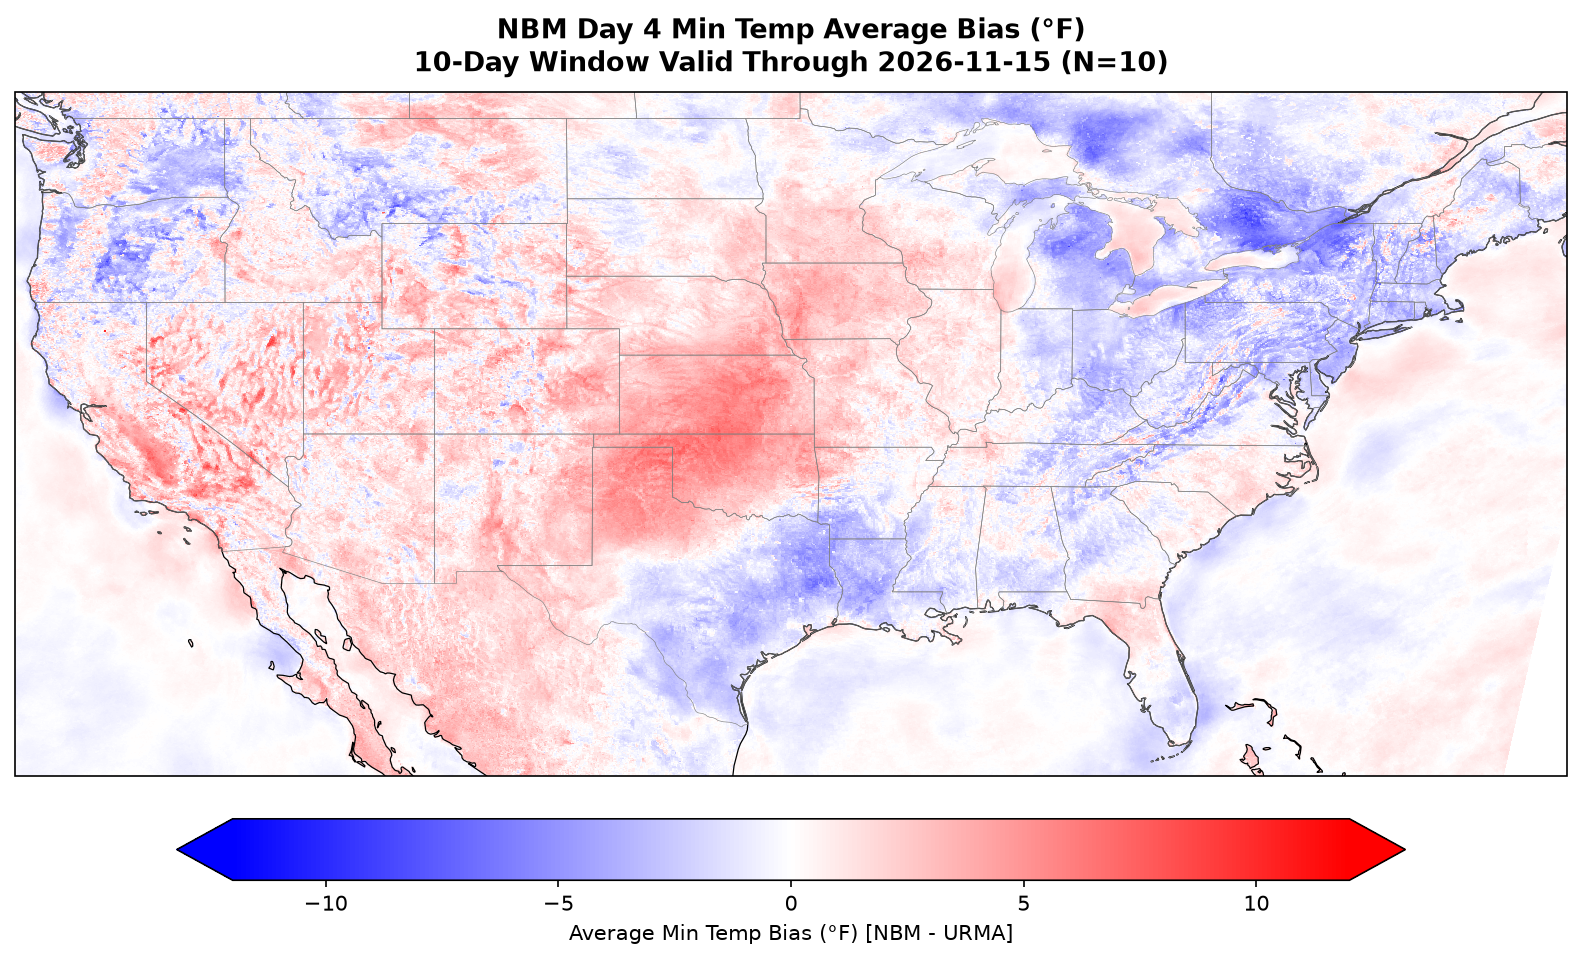 NBM Day 4 Min Temp Average Bias (°F)
10-Day Window Valid Through 2026-11-15 (N=10)
−10 −5 0 5 10
Average Min Temp Bias (°F) [NBM - URMA]